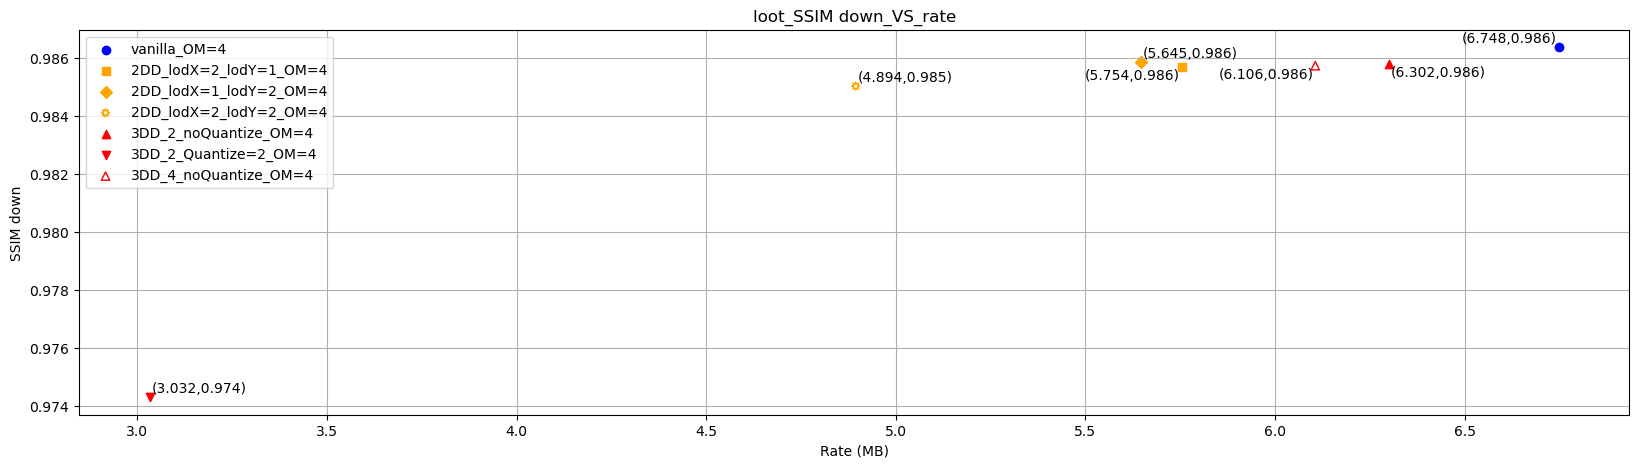 loot_SSIM down_VS_rate
vanilla_OM=4
2DD_lodX=2_lodY=1_OM=4
2DD_lodX=1_lodY=2_OM=4
2DD_lodX=2_lodY=2_OM=4
3DD_2_noQuantize_OM=4
3DD_2_Quantize=2_OM=4
3DD_4_noQuantize_OM=4
(6.748,0.986)
(5.645,0.986)
(5.754,0.986)
(6.106,0.986)
(6.302,0.986)
(4.894,0.985)
(3.032,0.974)
SSIM down
0.986
0.984
0.982
0.980
0.978
0.976
0.974
3.0
3.5
4.0
4.5
5.0
5.5
6.0
6.5
Rate (MB)